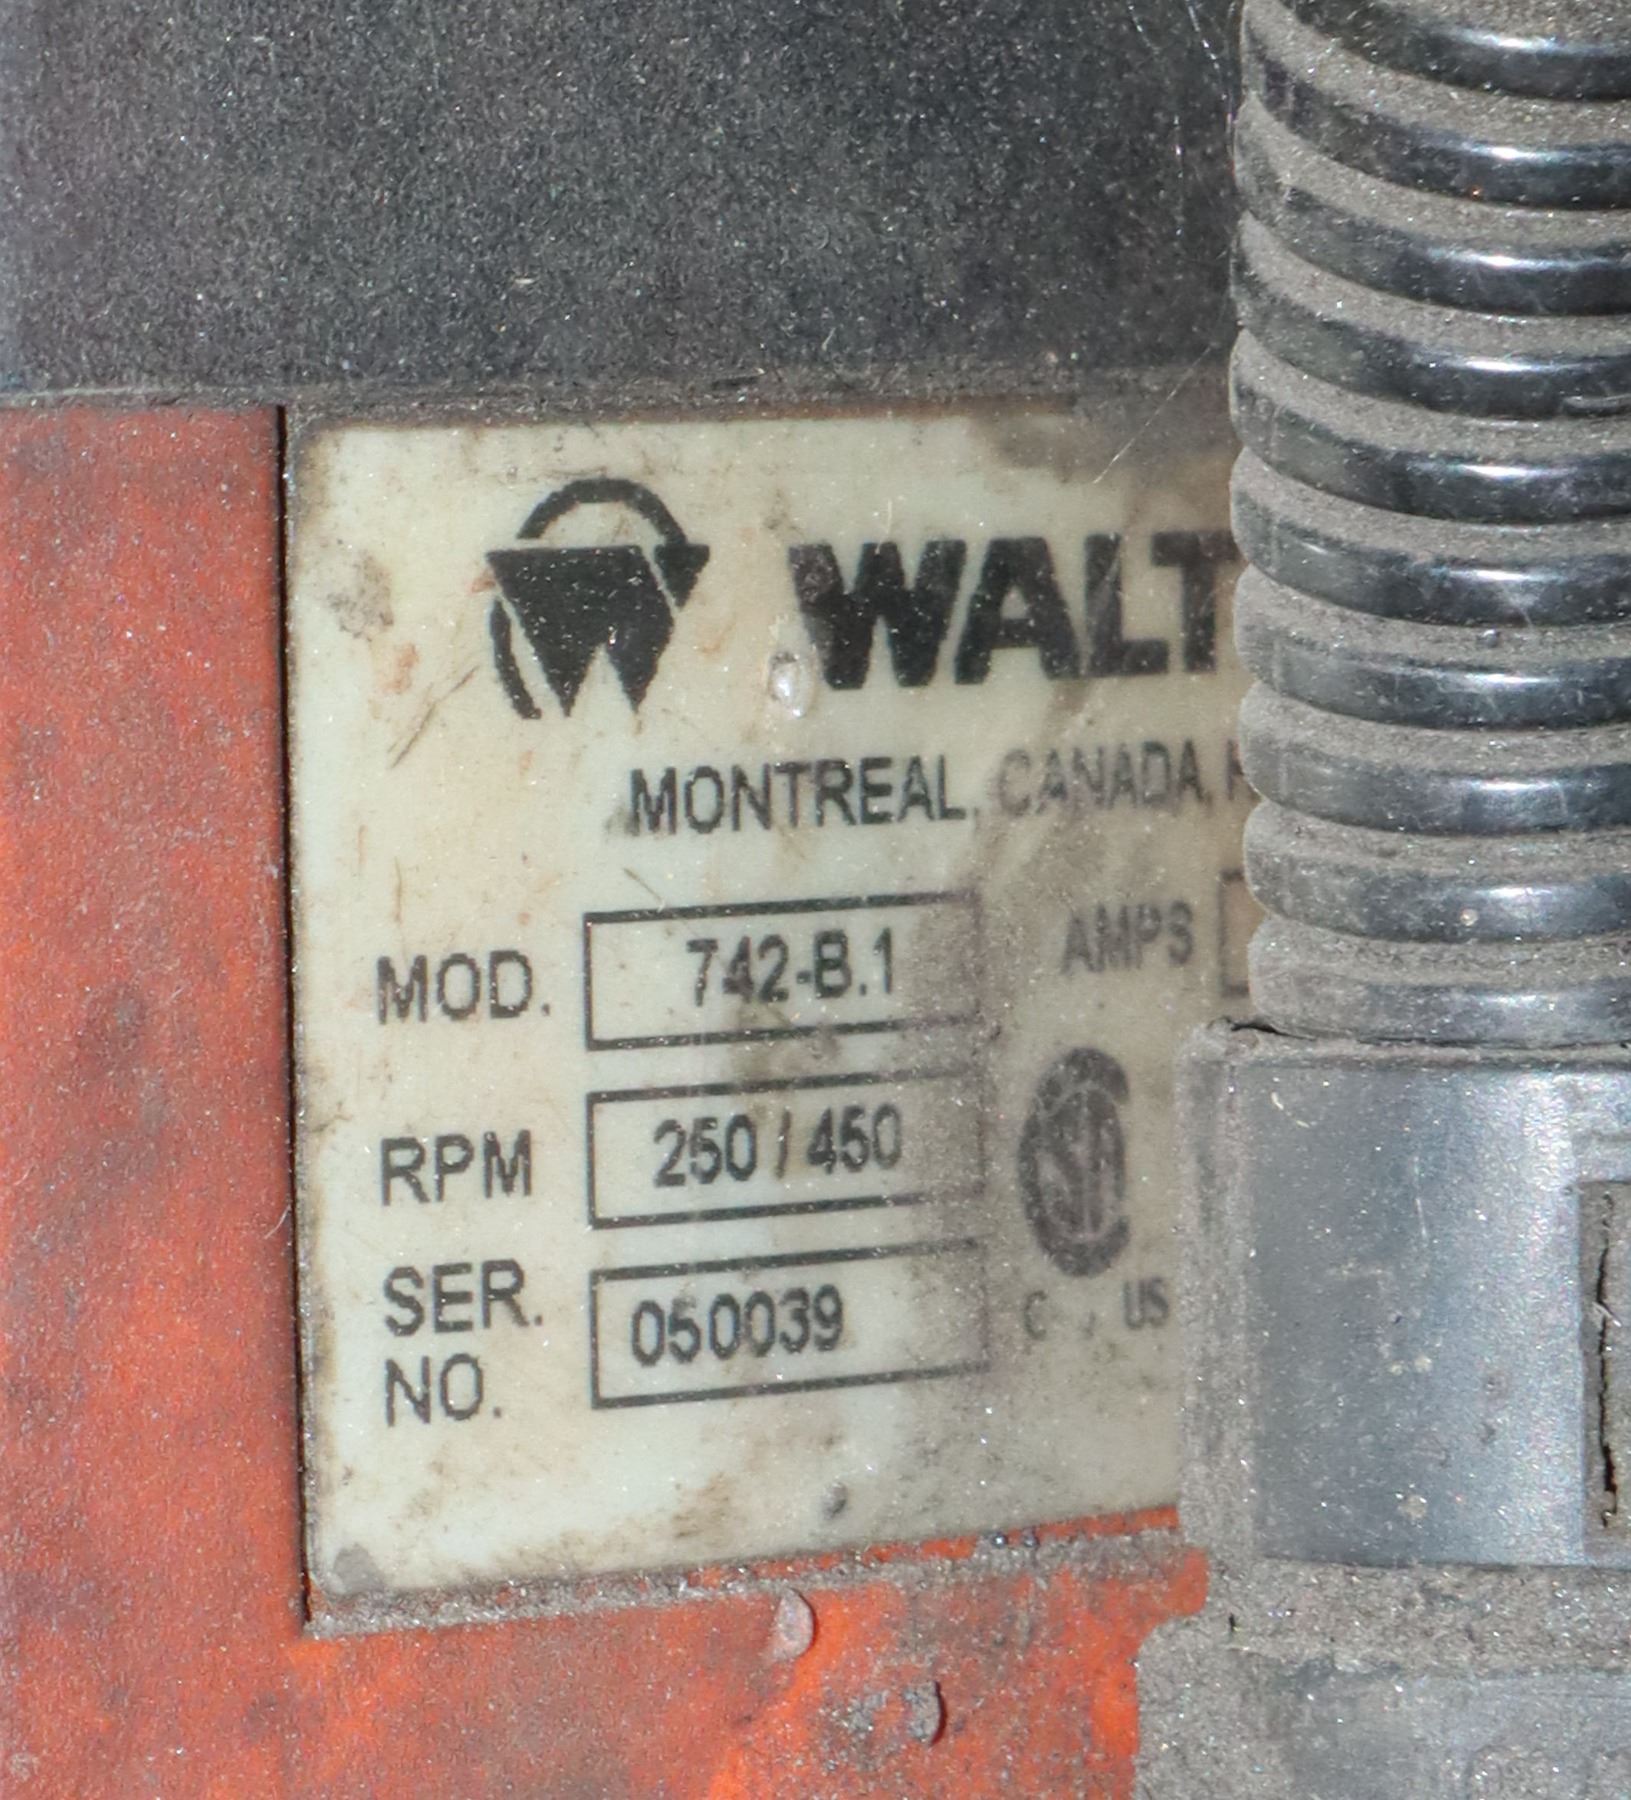 WALT
MONTREAL, CANADA,
MOD. 742-B.1
AMPS
RPM 250 / 450
SER. NO. 050039
C US